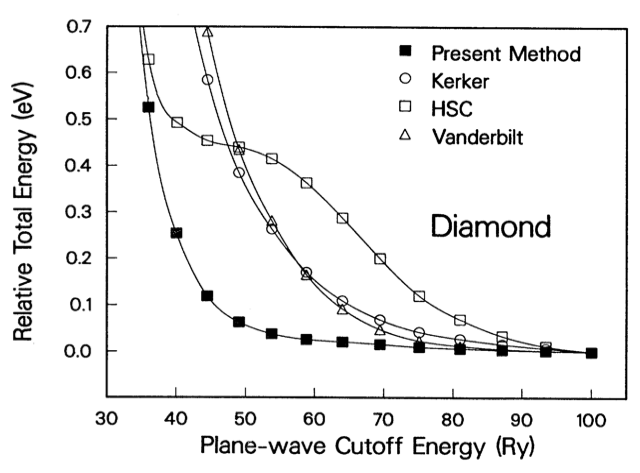 0.7
0.6
0.5
0.4
0.3
0.2
0.1
0.0
Relative Total Energy (eV)
Present Method
Kerker
HSC
Vanderbilt
Diamond
30 40 50 60 70 80 90 100
Plane-wave Cutoff Energy (Ry)